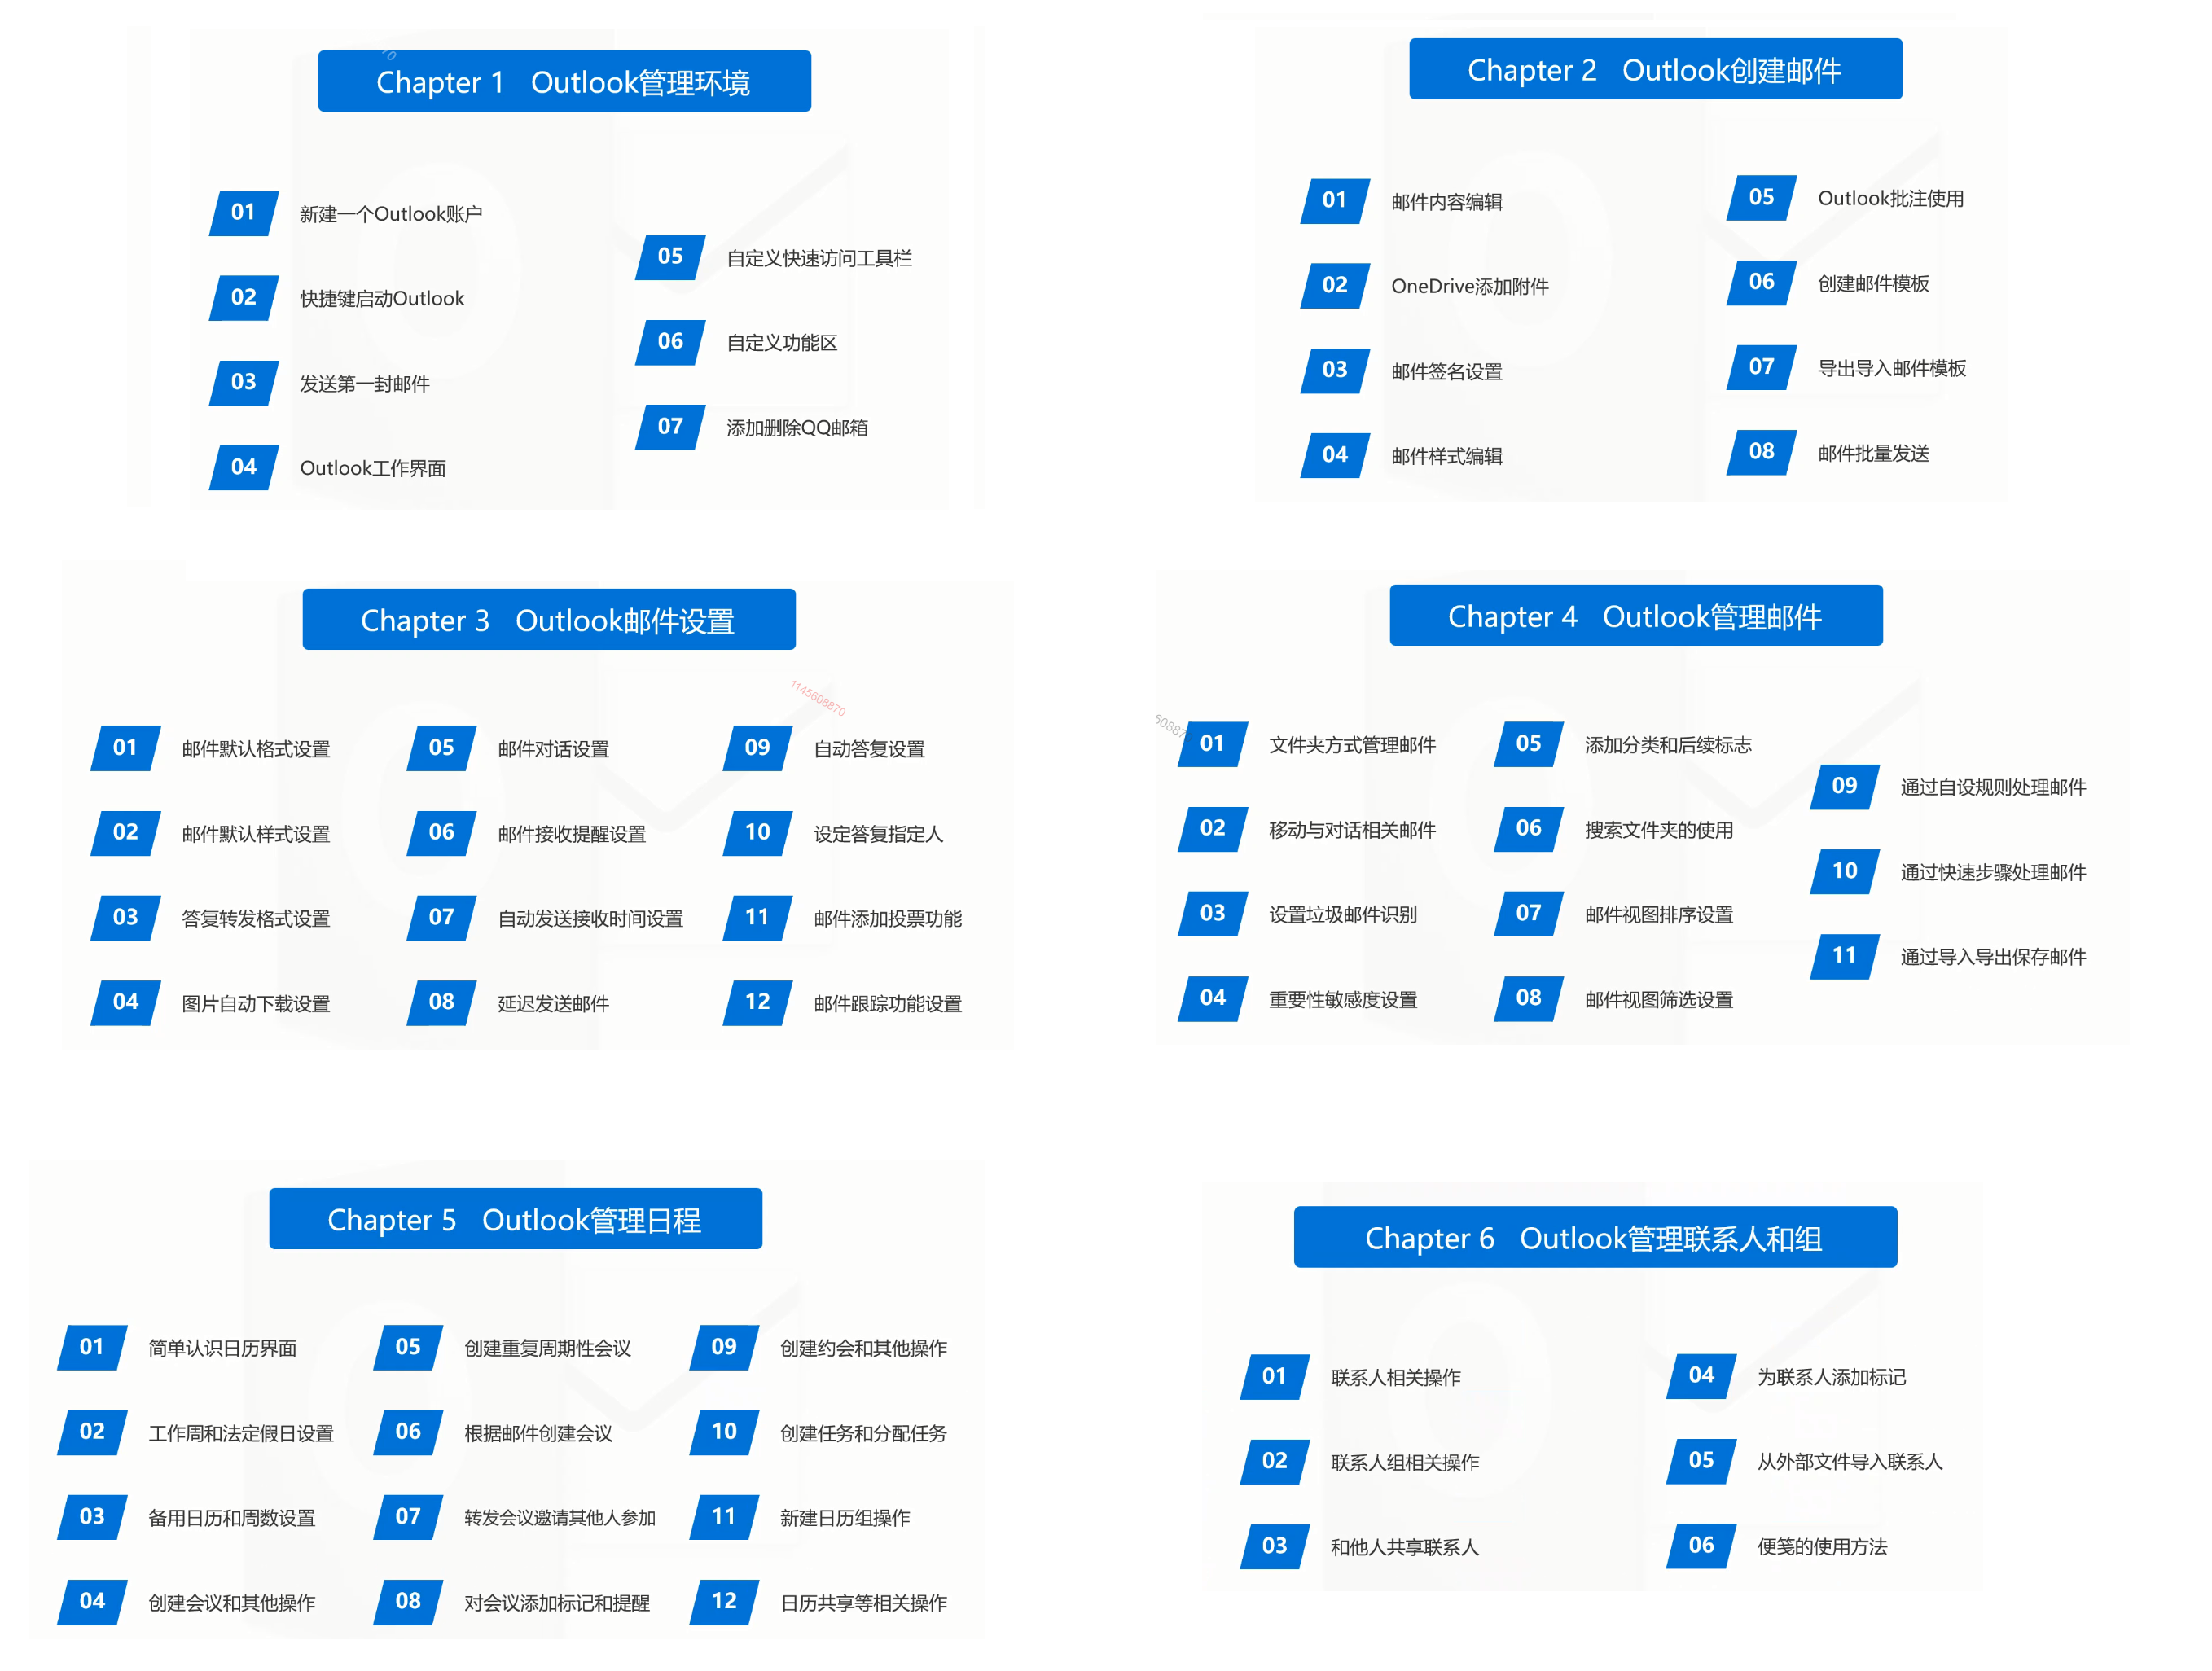 Chapter 1 Outlook管理环境
01 新建一个Outlook账户
02 快捷键启动Outlook
03 发送第一封邮件
04 Outlook工作界面
05 自定义快速访问工具栏
06 自定义功能区
07 添加删除QQ邮箱
Chapter 2 Outlook创建邮件
01 邮件内容编辑
02 OneDrive添加附件
03 邮件签名设置
04 邮件样式编辑
05 Outlook批注使用
06 创建邮件模板
07 导出导入邮件模板
08 邮件批量发送
Chapter 3 Outlook邮件设置
1145608870
01 邮件默认格式设置
02 邮件默认样式设置
03 答复转发格式设置
04 图片自动下载设置
05 邮件对话设置
06 邮件接收提醒设置
07 自动发送接收时间设置
08 延迟发送邮件
09 自动答复设置
10 设定答复指定人
11 邮件添加投票功能
12 邮件跟踪功能设置
Chapter 4 Outlook管理邮件
01 文件夹方式管理邮件
02 移动与对话相关邮件
03 设置垃圾邮件识别
04 重要性敏感度设置
05 添加分类和后续标志
06 搜索文件夹的使用
07 邮件视图排序设置
08 邮件视图筛选设置
09 通过自设规则处理邮件
10 通过快速步骤处理邮件
11 通过导入导出保存邮件
Chapter 5 Outlook管理日程
01 简单认识日历界面
02 工作周和法定假日设置
03 备用日历和周数设置
04 创建会议和其他操作
05 创建重复周期性会议
06 根据邮件创建会议
07 转发会议邀请其他人参加
08 对会议添加标记和提醒
09 创建约会和其他操作
10 创建任务和分配任务
11 新建日历组操作
12 日历共享等相关操作
Chapter 6 Outlook管理联系人和组
01 联系人相关操作
02 联系人组相关操作
03 和他人共享联系人
04 为联系人添加标记
05 从外部文件导入联系人
06 便笺的使用方法